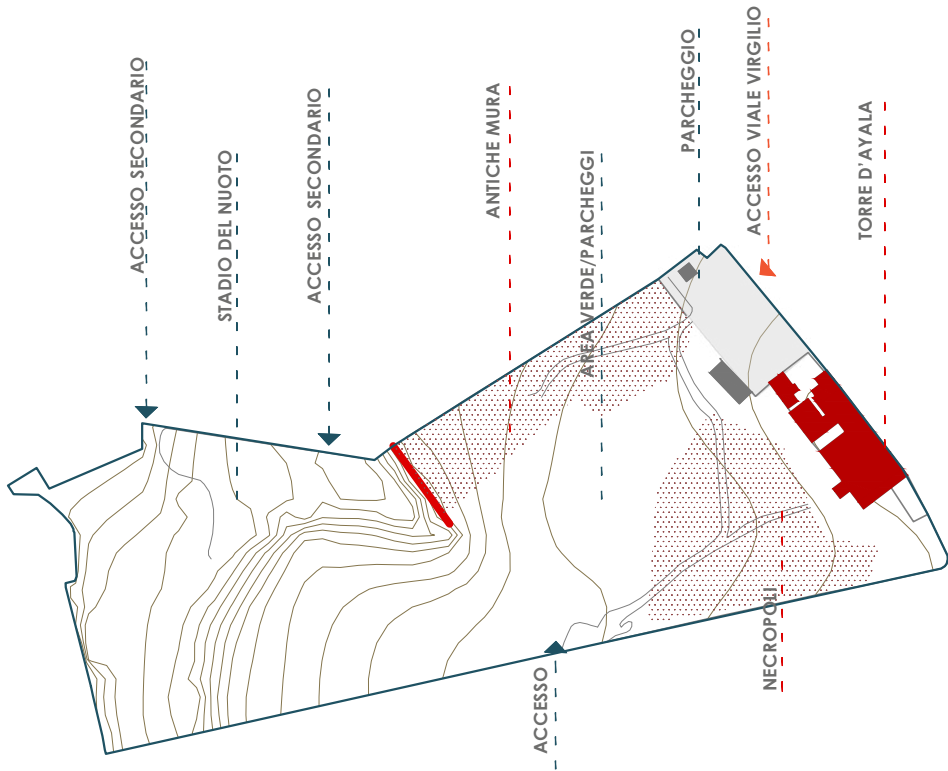 ACCESSO SECONDARIO
STADIO DEL NUOTO
ACCESSO SECONDARIO
ANTICHE MURA
AREA VERDE/PARCHEGGI
PARCHEGGIO
ACCESSO VIALE VIRGILIO
TORRE D'AYALA
ACCESSO
NECROPOLI